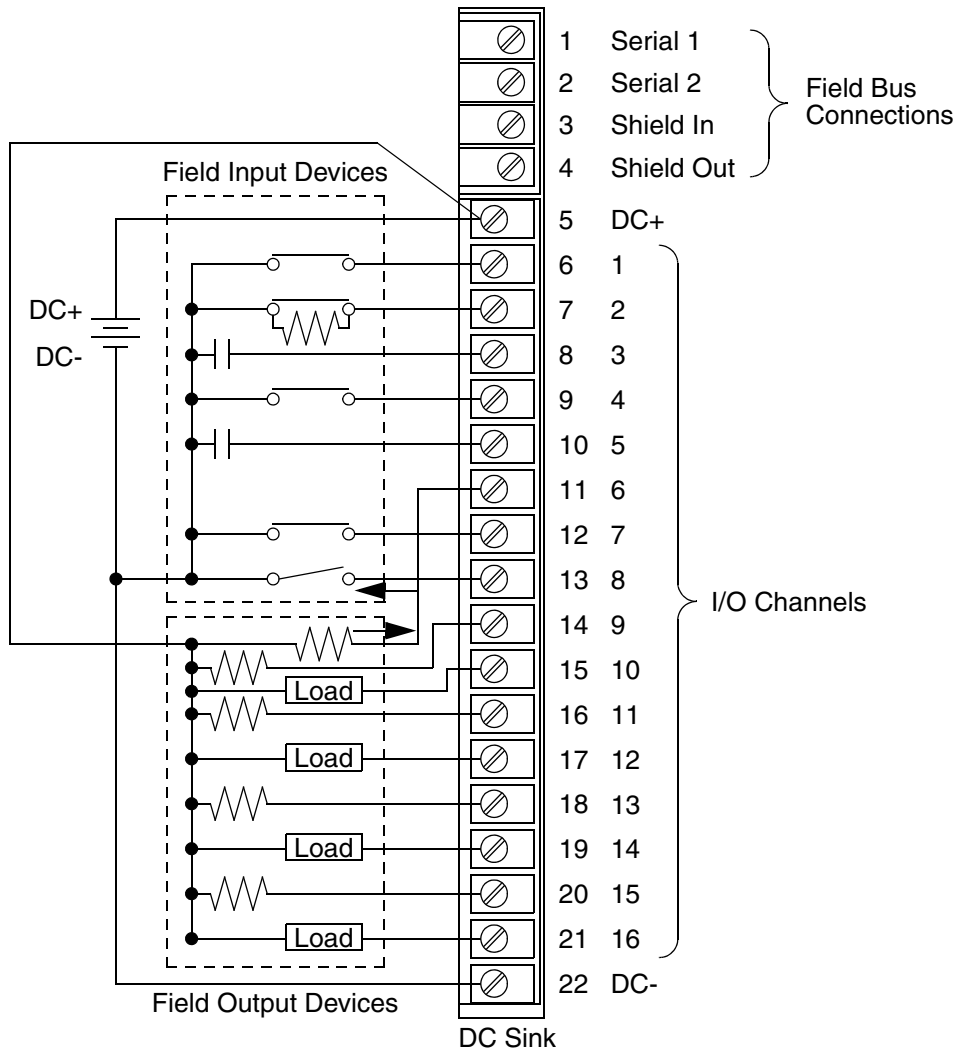 1 Serial 1
2 Serial 2
3 Shield In
4 Shield Out
Field Bus
Connections
Field Input Devices
5 DC+
6 1
7 2
8 3
9 4
10 5
11 6
12 7
13 8
14 9
15 10
16 11
17 12
18 13
19 14
20 15
21 16
22 DC-
DC+
DC-
I/O Channels
Load
Load
Load
Load
Field Output Devices
DC Sink